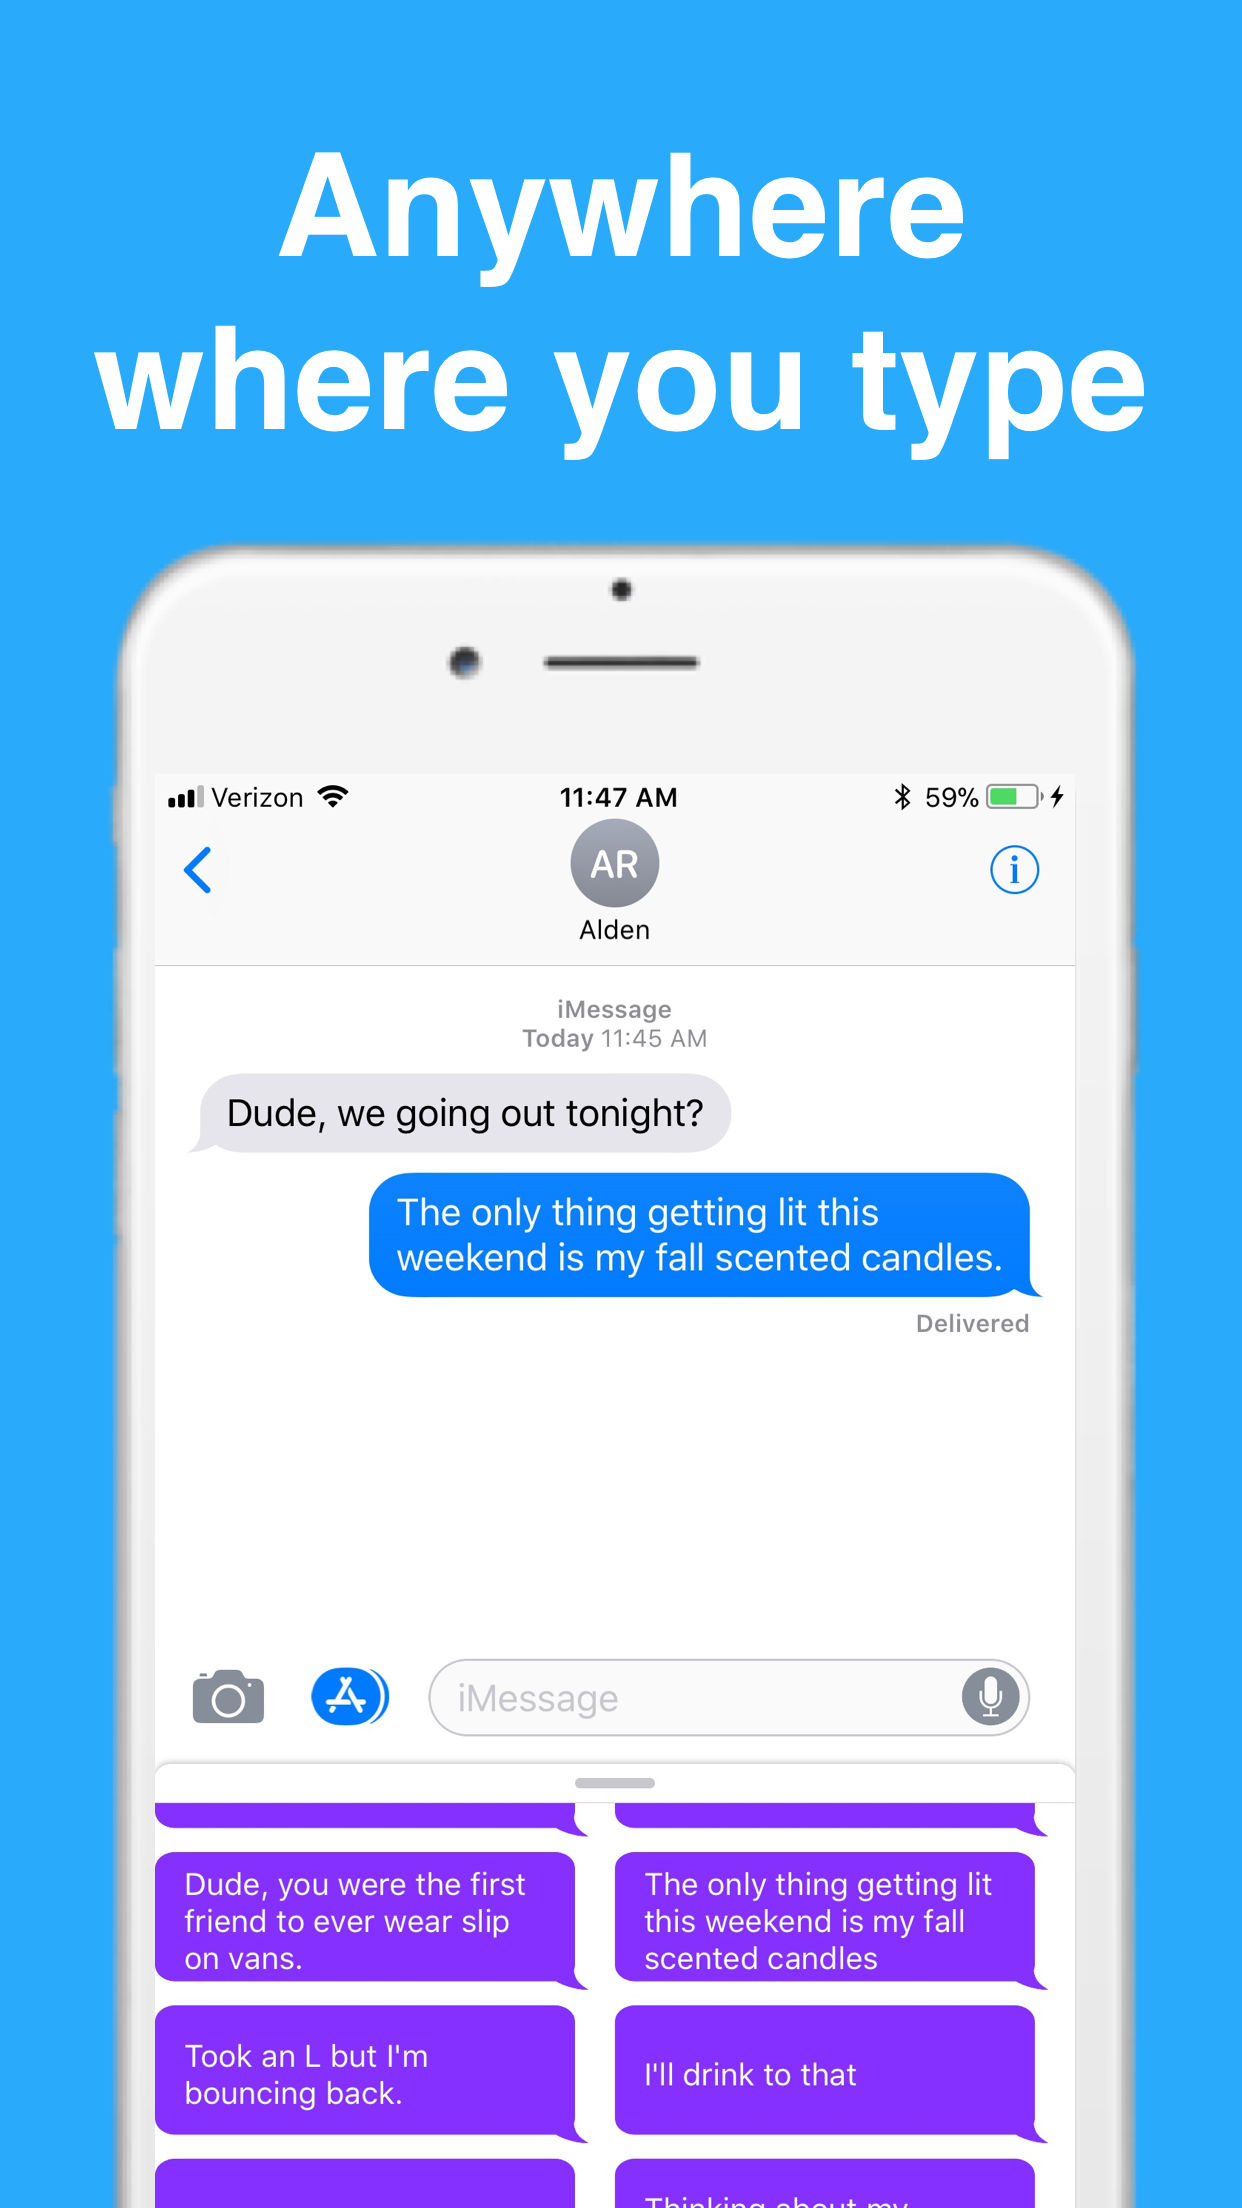 Anywhere
where you type
Verizon
11:47 AM
59%
AR
Alden
iMessage
Today 11:45 AM
Dude, we going out tonight?
The only thing getting lit this
weekend is my fall scented candles.
Delivered
iMessage
Dude, you were the first
friend to ever wear slip
on vans.
The only thing getting lit
this weekend is my fall
scented candles
Took an L but I'm
bouncing back.
I'll drink to that
Thinking about my